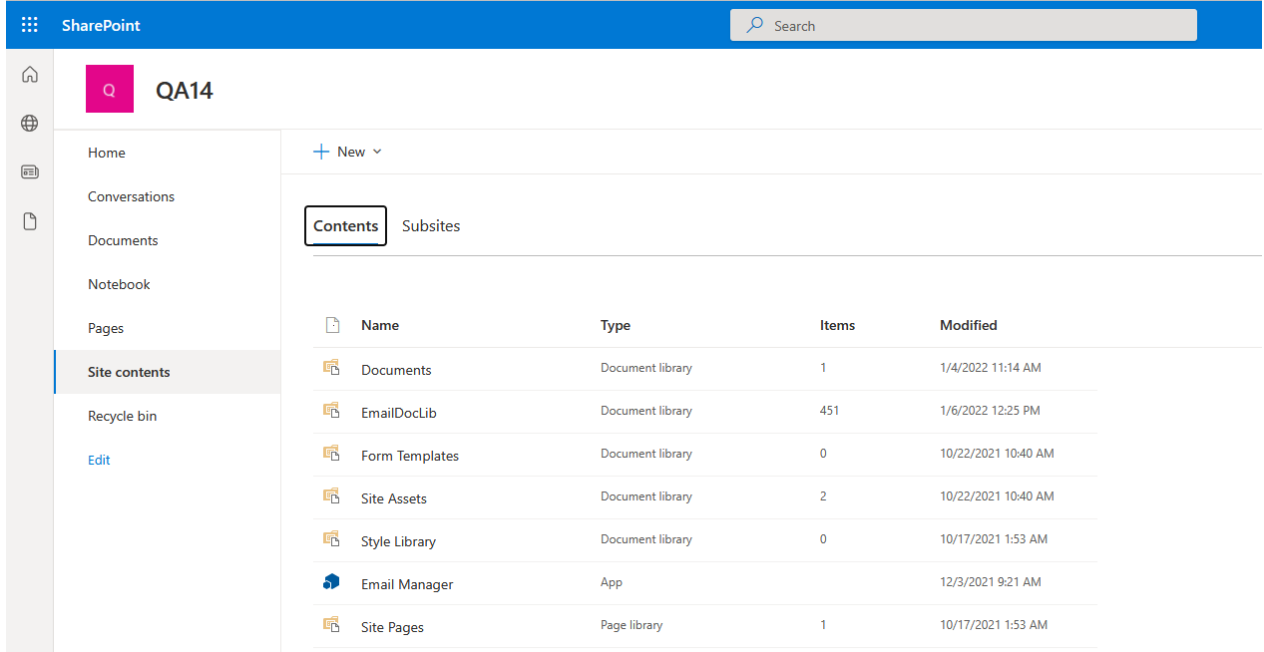 SharePoint
Search
Q
QA14
Home
Conversations
Documents
Notebook
Pages
Site contents
Recycle bin
Edit
New
Contents Subsites
Name Type Items Modified
Documents Document library 1 1/4/2022 11:14 AM
EmailDocLib Document library 451 1/6/2022 12:25 PM
Form Templates Document library 0 10/22/2021 10:40 AM
Site Assets Document library 2 10/22/2021 10:40 AM
Style Library Document library 0 10/17/2021 1:53 AM
Email Manager App 12/3/2021 9:21 AM
Site Pages Page library 1 10/17/2021 1:53 AM